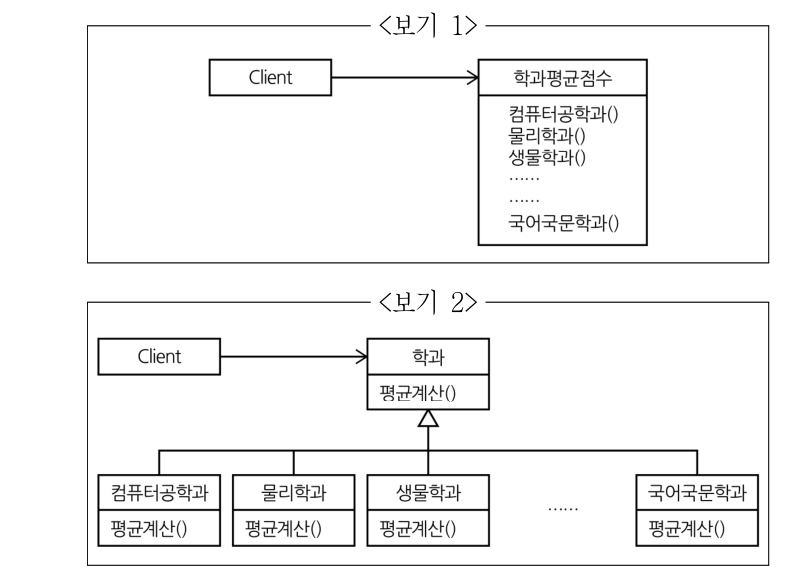 <보기 1>
Client
학과평균점수
컴퓨터공학과()
물리학과()
생물학과()
……
……
국어국문학과()
<보기 2>
Client
학과
평균계산()
컴퓨터공학과 물리학과 생물학과 …… 국어국문학과
평균계산() 평균계산() 평균계산() 평균계산()